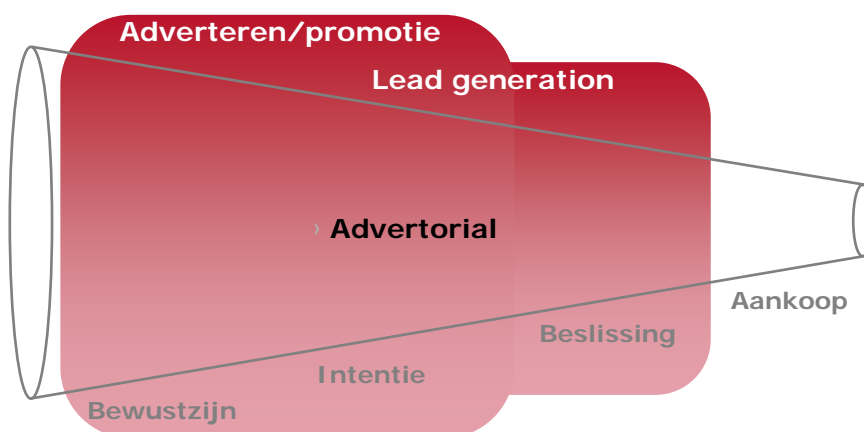 Adverteren/promotie
Lead generation
› Advertorial
Aankoop
Beslissing
Intentie
Bewustzijn